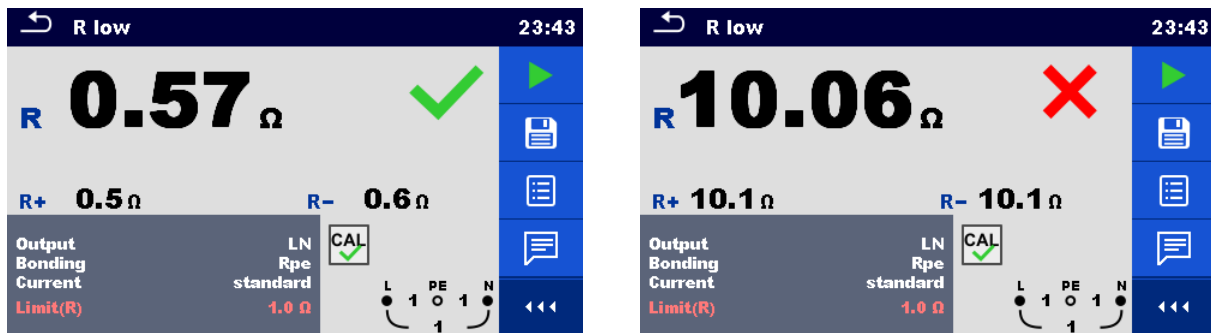 R low 23:43
R 0.57 Ω
R+ 0.5 Ω R– 0.6 Ω
Output LN
Bonding Rpe
Current standard
Limit(R) 1.0 Ω
CAL
L PE N
1 1
1
R low 23:43
R 10.06 Ω
R+ 10.1 Ω R– 10.1 Ω
Output LN
Bonding Rpe
Current standard
Limit(R) 1.0 Ω
CAL
L PE N
1 1
1